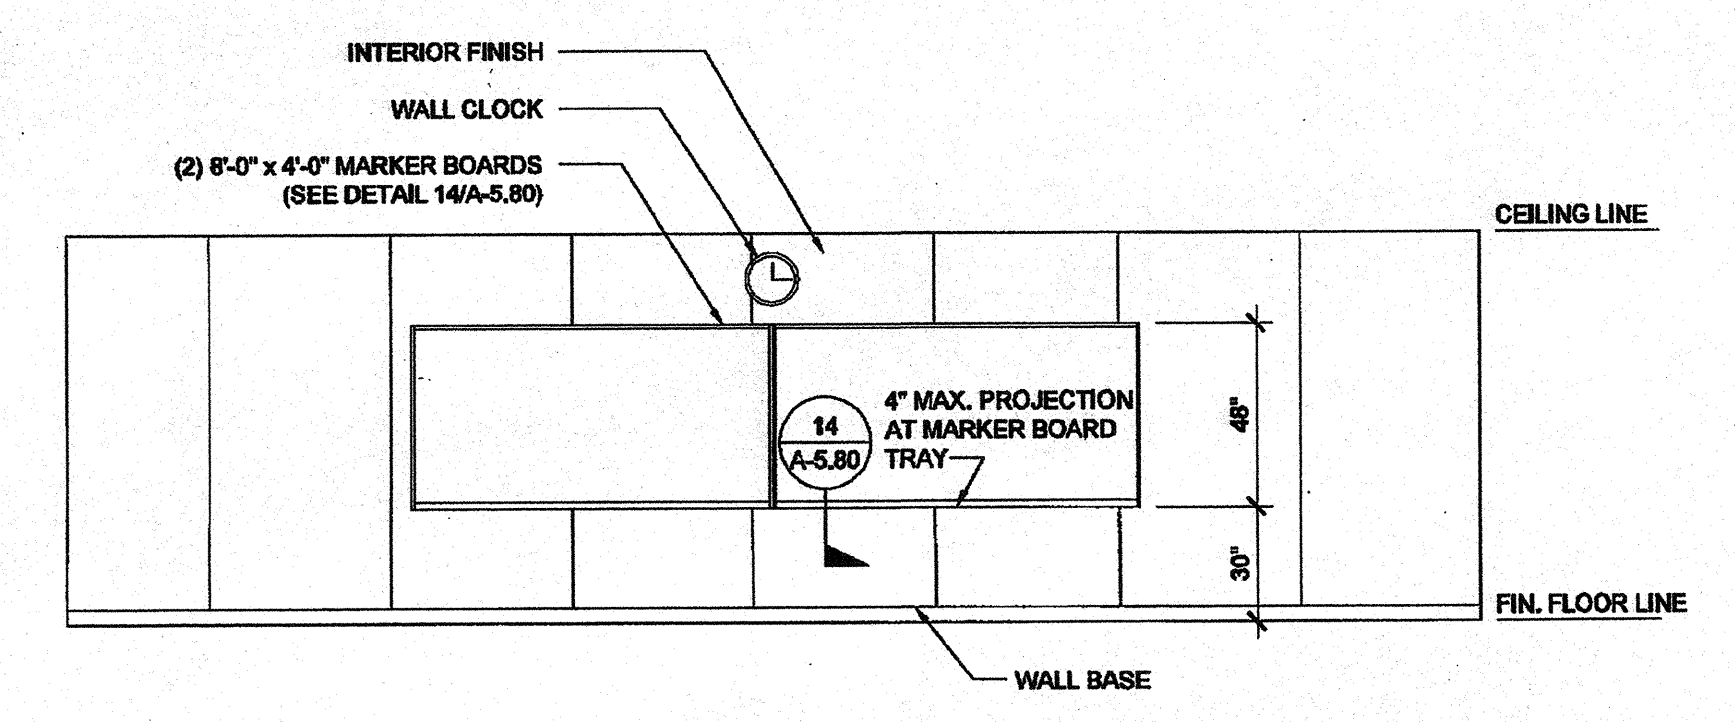 INTERIOR FINISH
WALL CLOCK
(2) 8'-0" x 4'-0" MARKER BOARDS
(SEE DETAIL 14/A-5.80)
CEILING LINE
14
A-5.80
4" MAX. PROJECTION
AT MARKER BOARD
TRAY
48"
30"
FIN. FLOOR LINE
WALL BASE